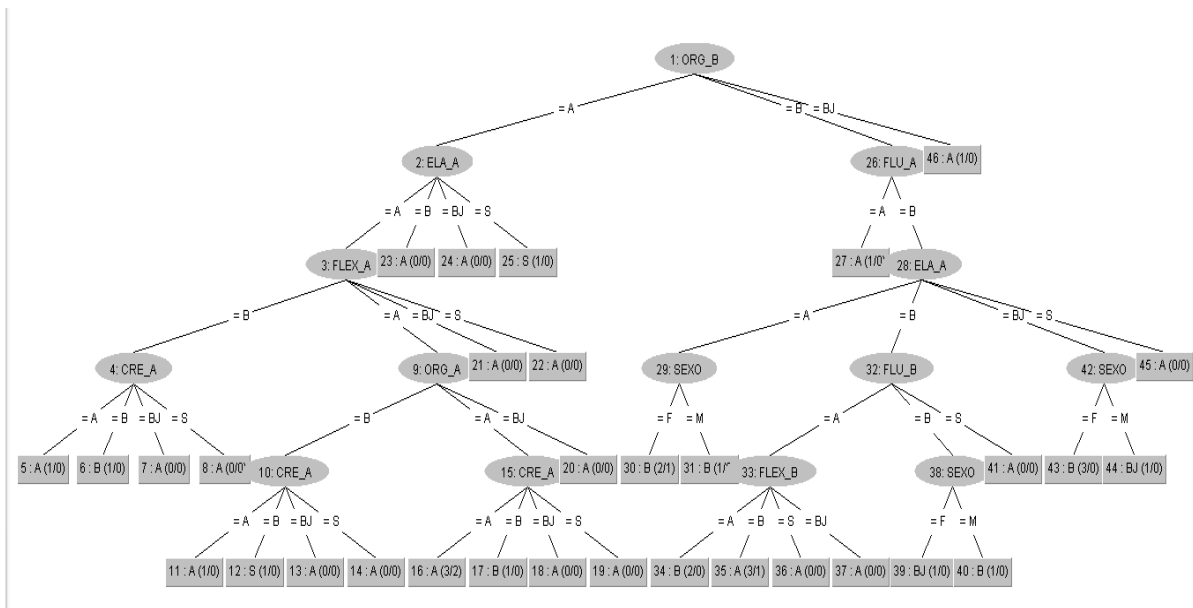 1: ORG_B
= A = B = BJ
2: ELA_A 26: FLU_A 46 : A (1/0)
= A = B = BJ = S = A = B
3: FLEX_A 23 : A (0/0) 24 : A (0/0) 25 : S (1/0) 27 : A (1/0) 28: ELA_A
= B = A = BJ = S = A = B = BJ = S
4: CRE_A 9: ORG_A 21 : A (0/0) 22 : A (0/0) 29: SEXO 32: FLU_B 42: SEXO 45 : A (0/0)
= A = B = BJ = S = B = A = BJ = F = M = A = B = S = F = M
5 : A (1/0) 6 : B (1/0) 7 : A (0/0) 8 : A (0/0) 10: CRE_A 15: CRE_A 20 : A (0/0) 30 : B (2/1) 31 : B (1/ 33: FLEX_B 38: SEXO 41 : A (0/0) 43 : B (3/0) 44 : BJ (1/0)
= A = B = BJ = S = A = B = BJ = S = A = B = S = BJ = F = M
11 : A (1/0) 12 : S (1/0) 13 : A (0/0) 14 : A (0/0) 16 : A (3/2) 17 : B (1/0) 18 : A (0/0) 19 : A (0/0) 34 : B (2/0) 35 : A (3/1) 36 : A (0/0) 37 : A (0/0) 39 : BJ (1/0) 40 : B (1/0)